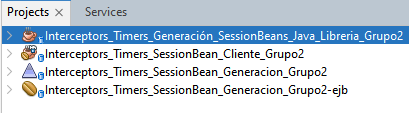 Projects × Services
Interceptors_Timers_Generación_SessionBeans_Java_Libreria_Grupo2
Interceptors_Timers_SessionBean_Cliente_Grupo2
Interceptors_Timers_SessionBean_Generacion_Grupo2
Interceptors_Timers_SessionBean_Generacion_Grupo2-ejb